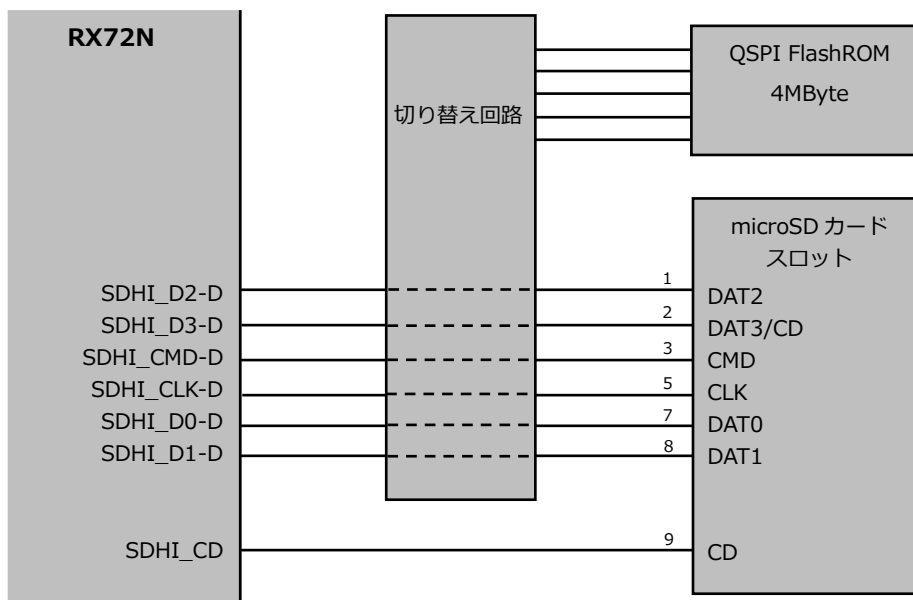 RX72N
切り替え回路
QSPI FlashROM
4MByte
microSD カード
スロット
SDHI_D2-D
1
DAT2
SDHI_D3-D
2
DAT3/CD
SDHI_CMD-D
3
CMD
SDHI_CLK-D
5
CLK
SDHI_D0-D
7
DAT0
SDHI_D1-D
8
DAT1
SDHI_CD
9
CD